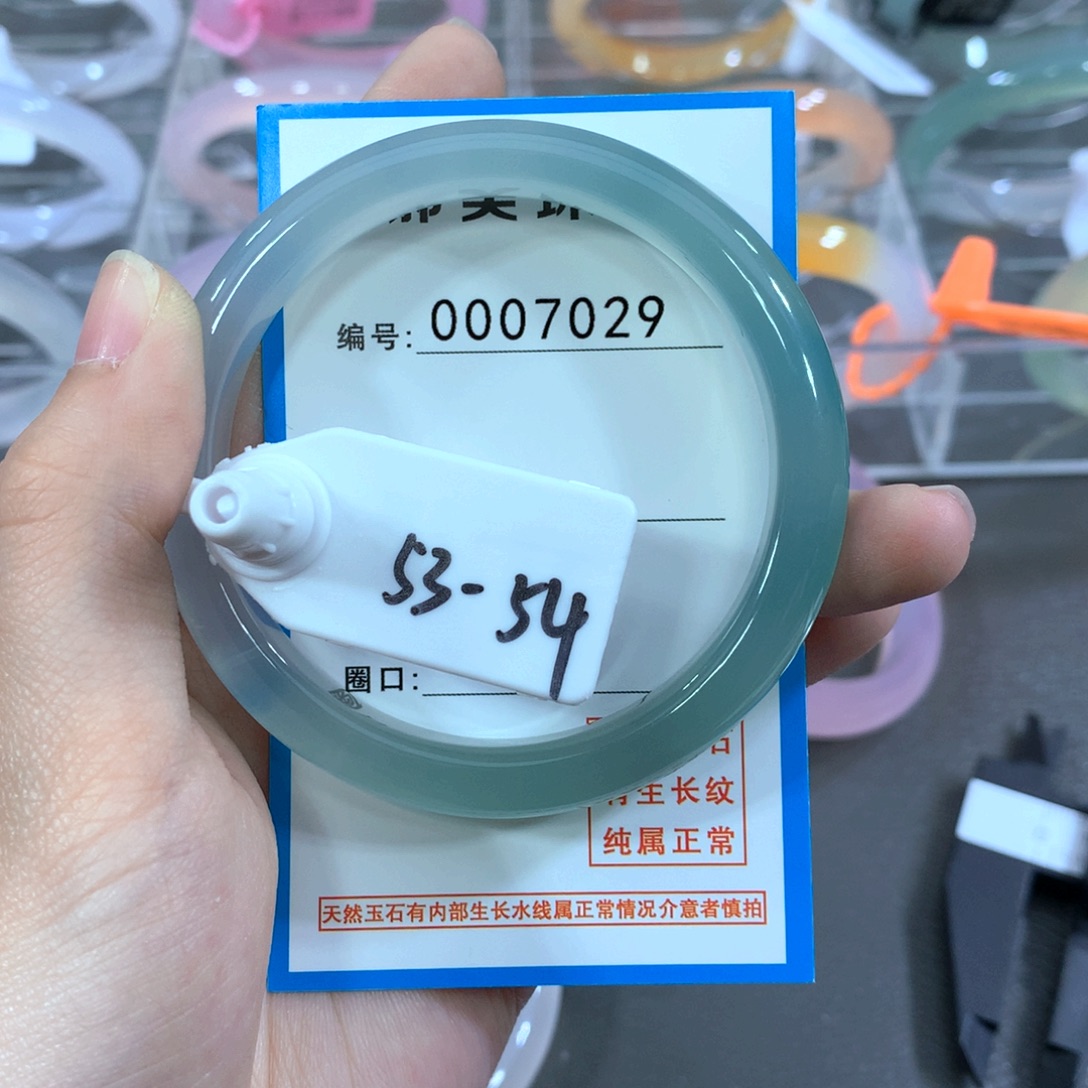 编号: 0007029
53-54
圈口:
生长纹
纯属正常
天然玉石有内部生长水线属正常情况介意者慎拍